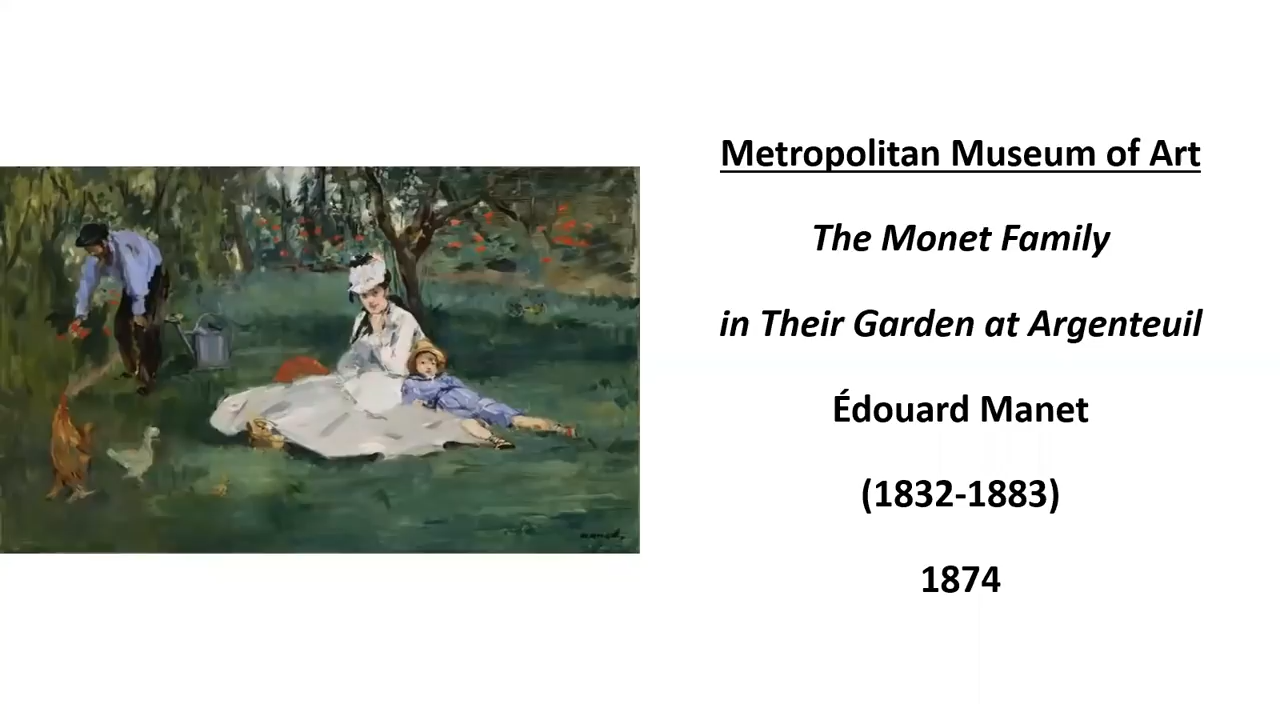 Metropolitan Museum of Art
The Monet Family
in Their Garden at Argenteuil
Édouard Manet
(1832-1883)
1874